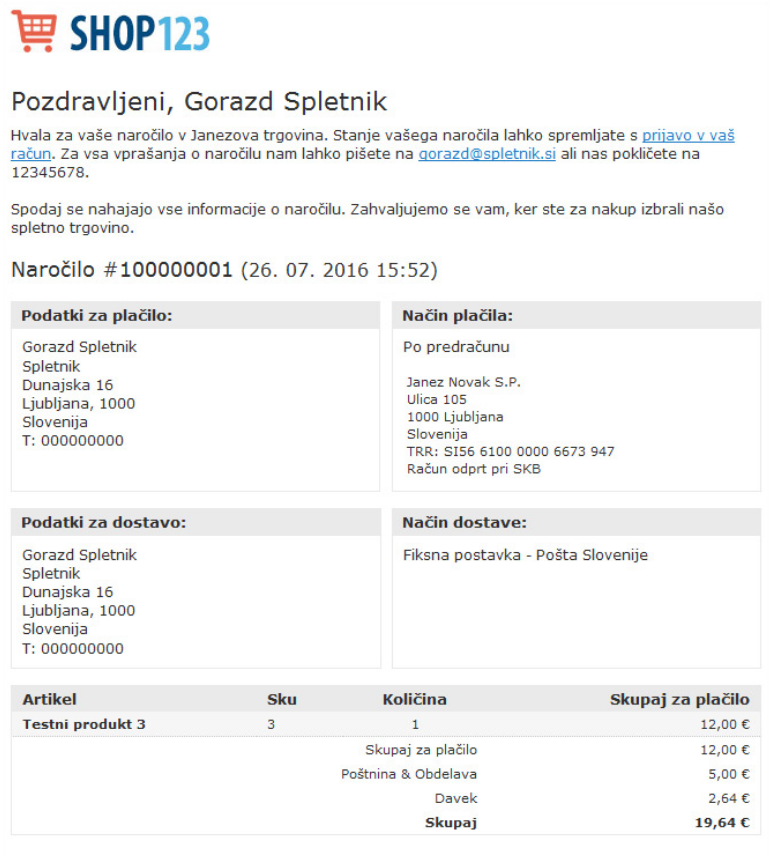 SHOP123
Pozdravljeni, Gorazd Spletnik
Hvala za vaše naročilo v Janezova trgovina. Stanje vašega naročila lahko spremljate s prijavo v vaš
račun. Za vsa vprašanja o naročilu nam lahko pišete na gorazd@spletnik.si ali nas pokličete na
12345678.
Spodaj se nahajajo vse informacije o naročilu. Zahvaljujemo se vam, ker ste za nakup izbrali našo
spletno trgovino.
Naročilo #100000001 (26. 07. 2016 15:52)
Podatki za plačilo:
Gorazd Spletnik
Spletnik
Dunajska 16
Ljubljana, 1000
Slovenija
T: 000000000
Način plačila:
Po predračunu
Janez Novak S.P.
Ulica 105
1000 Ljubljana
Slovenija
TRR: SI56 6100 0000 6673 947
Račun odprt pri SKB
Podatki za dostavo:
Gorazd Spletnik
Spletnik
Dunajska 16
Ljubljana, 1000
Slovenija
T: 000000000
Način dostave:
Fiksna postavka - Pošta Slovenije
Artikel Sku Količina Skupaj za plačilo
Testni produkt 3 3 1 12,00 €
Skupaj za plačilo 12,00 €
Poštnina & Obdelava 5,00 €
Davek 2,64 €
Skupaj 19,64 €